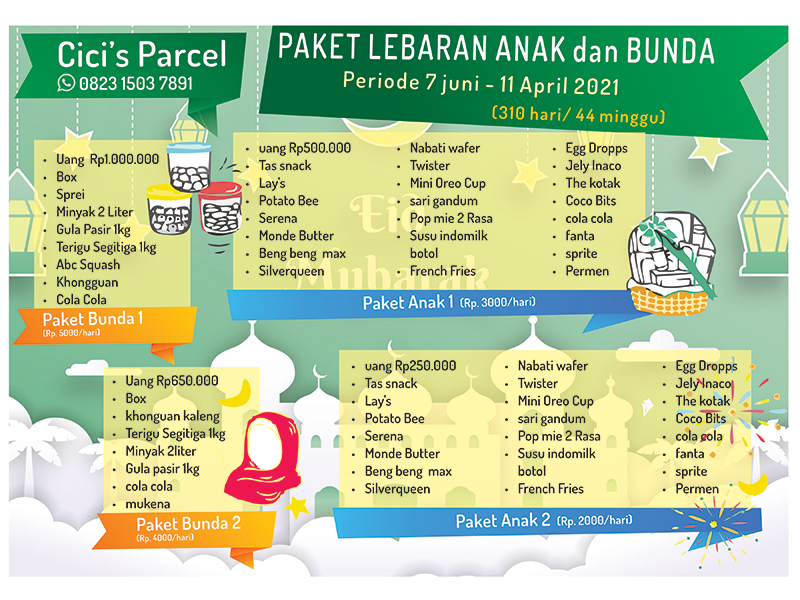 Cici's Parcel
0823 1503 7891
PAKET LEBARAN ANAK dan BUNDA
Periode 7 juni - 11 April 2021
(310 hari/ 44 minggu)
• Uang Rp1.000.000
• Box
• Sprei
• Minyak 2 Liter
• Gula Pasir 1kg
• Terigu Segitiga 1kg
• Abc Squash
• Khongguan
• Cola Cola
Paket Bunda 1
(Rp. 5000/hari)
• uang Rp500.000
• Tas snack
• Lay's
• Potato Bee
• Serena
• Monde Butter
• Beng beng max
• Silverqueen
• Nabati wafer
• Twister
• Mini Oreo Cup
• sari gandum
• Pop mie 2 Rasa
• Susu indomilk
botol
• French Fries
• Egg Dropps
• Jely Inaco
• The kotak
• Coco Bits
• cola cola
• fanta
• sprite
• Permen
Eid
Mubarak
Paket Anak 1 (Rp. 3000/hari)
• Uang Rp650.000
• Box
• khonguan kaleng
• Terigu Segitiga 1kg
• Minyak 2liter
• Gula pasir 1kg
• cola cola
• mukena
Paket Bunda 2
(Rp. 4000/hari)
• uang Rp250.000
• Tas snack
• Lay's
• Potato Bee
• Serena
• Monde Butter
• Beng beng max
• Silverqueen
• Nabati wafer
• Twister
• Mini Oreo Cup
• sari gandum
• Pop mie 2 Rasa
• Susu indomilk
botol
• French Fries
• Egg Dropps
• Jely Inaco
• The kotak
• Coco Bits
• cola cola
• fanta
• sprite
• Permen
Paket Anak 2 (Rp. 2000/hari)